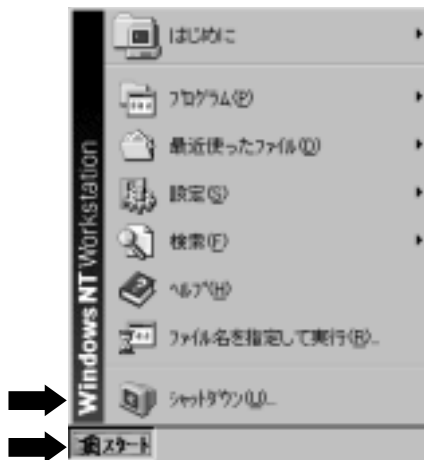 はじめに
プログラム(P)
最近使ったファイル(D)
設定(S)
検索(F)
ヘルプ(H)
ファイル名を指定して実行(R)...
シャットダウン(U)...
Windows NT Workstation
スタート